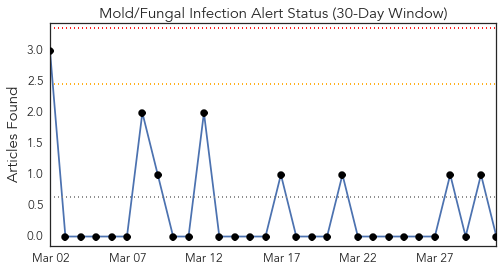 Mold/Fungal Infection Alert Status (30-Day Window)
Articles Found
3.0
2.5
2.0
1.5
1.0
0.5
0.0
Mar 02 Mar 07 Mar 12 Mar 17 Mar 22 Mar 27